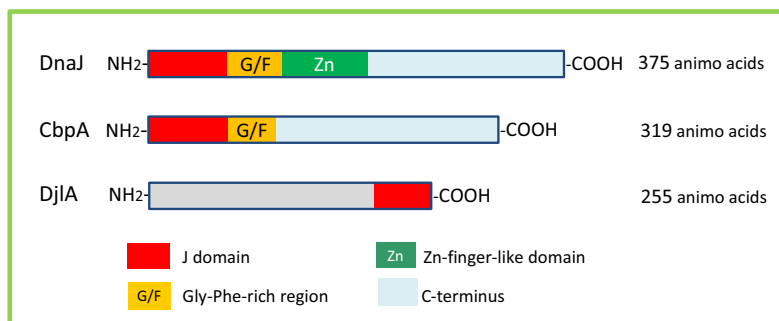 DnaJ NH2- G/F Zn -COOH 375 animo acids
CbpA NH2- G/F -COOH 319 animo acids
DjlA NH2- -COOH 255 animo acids
J domain Zn Zn-finger-like domain
G/F Gly-Phe-rich region C-terminus